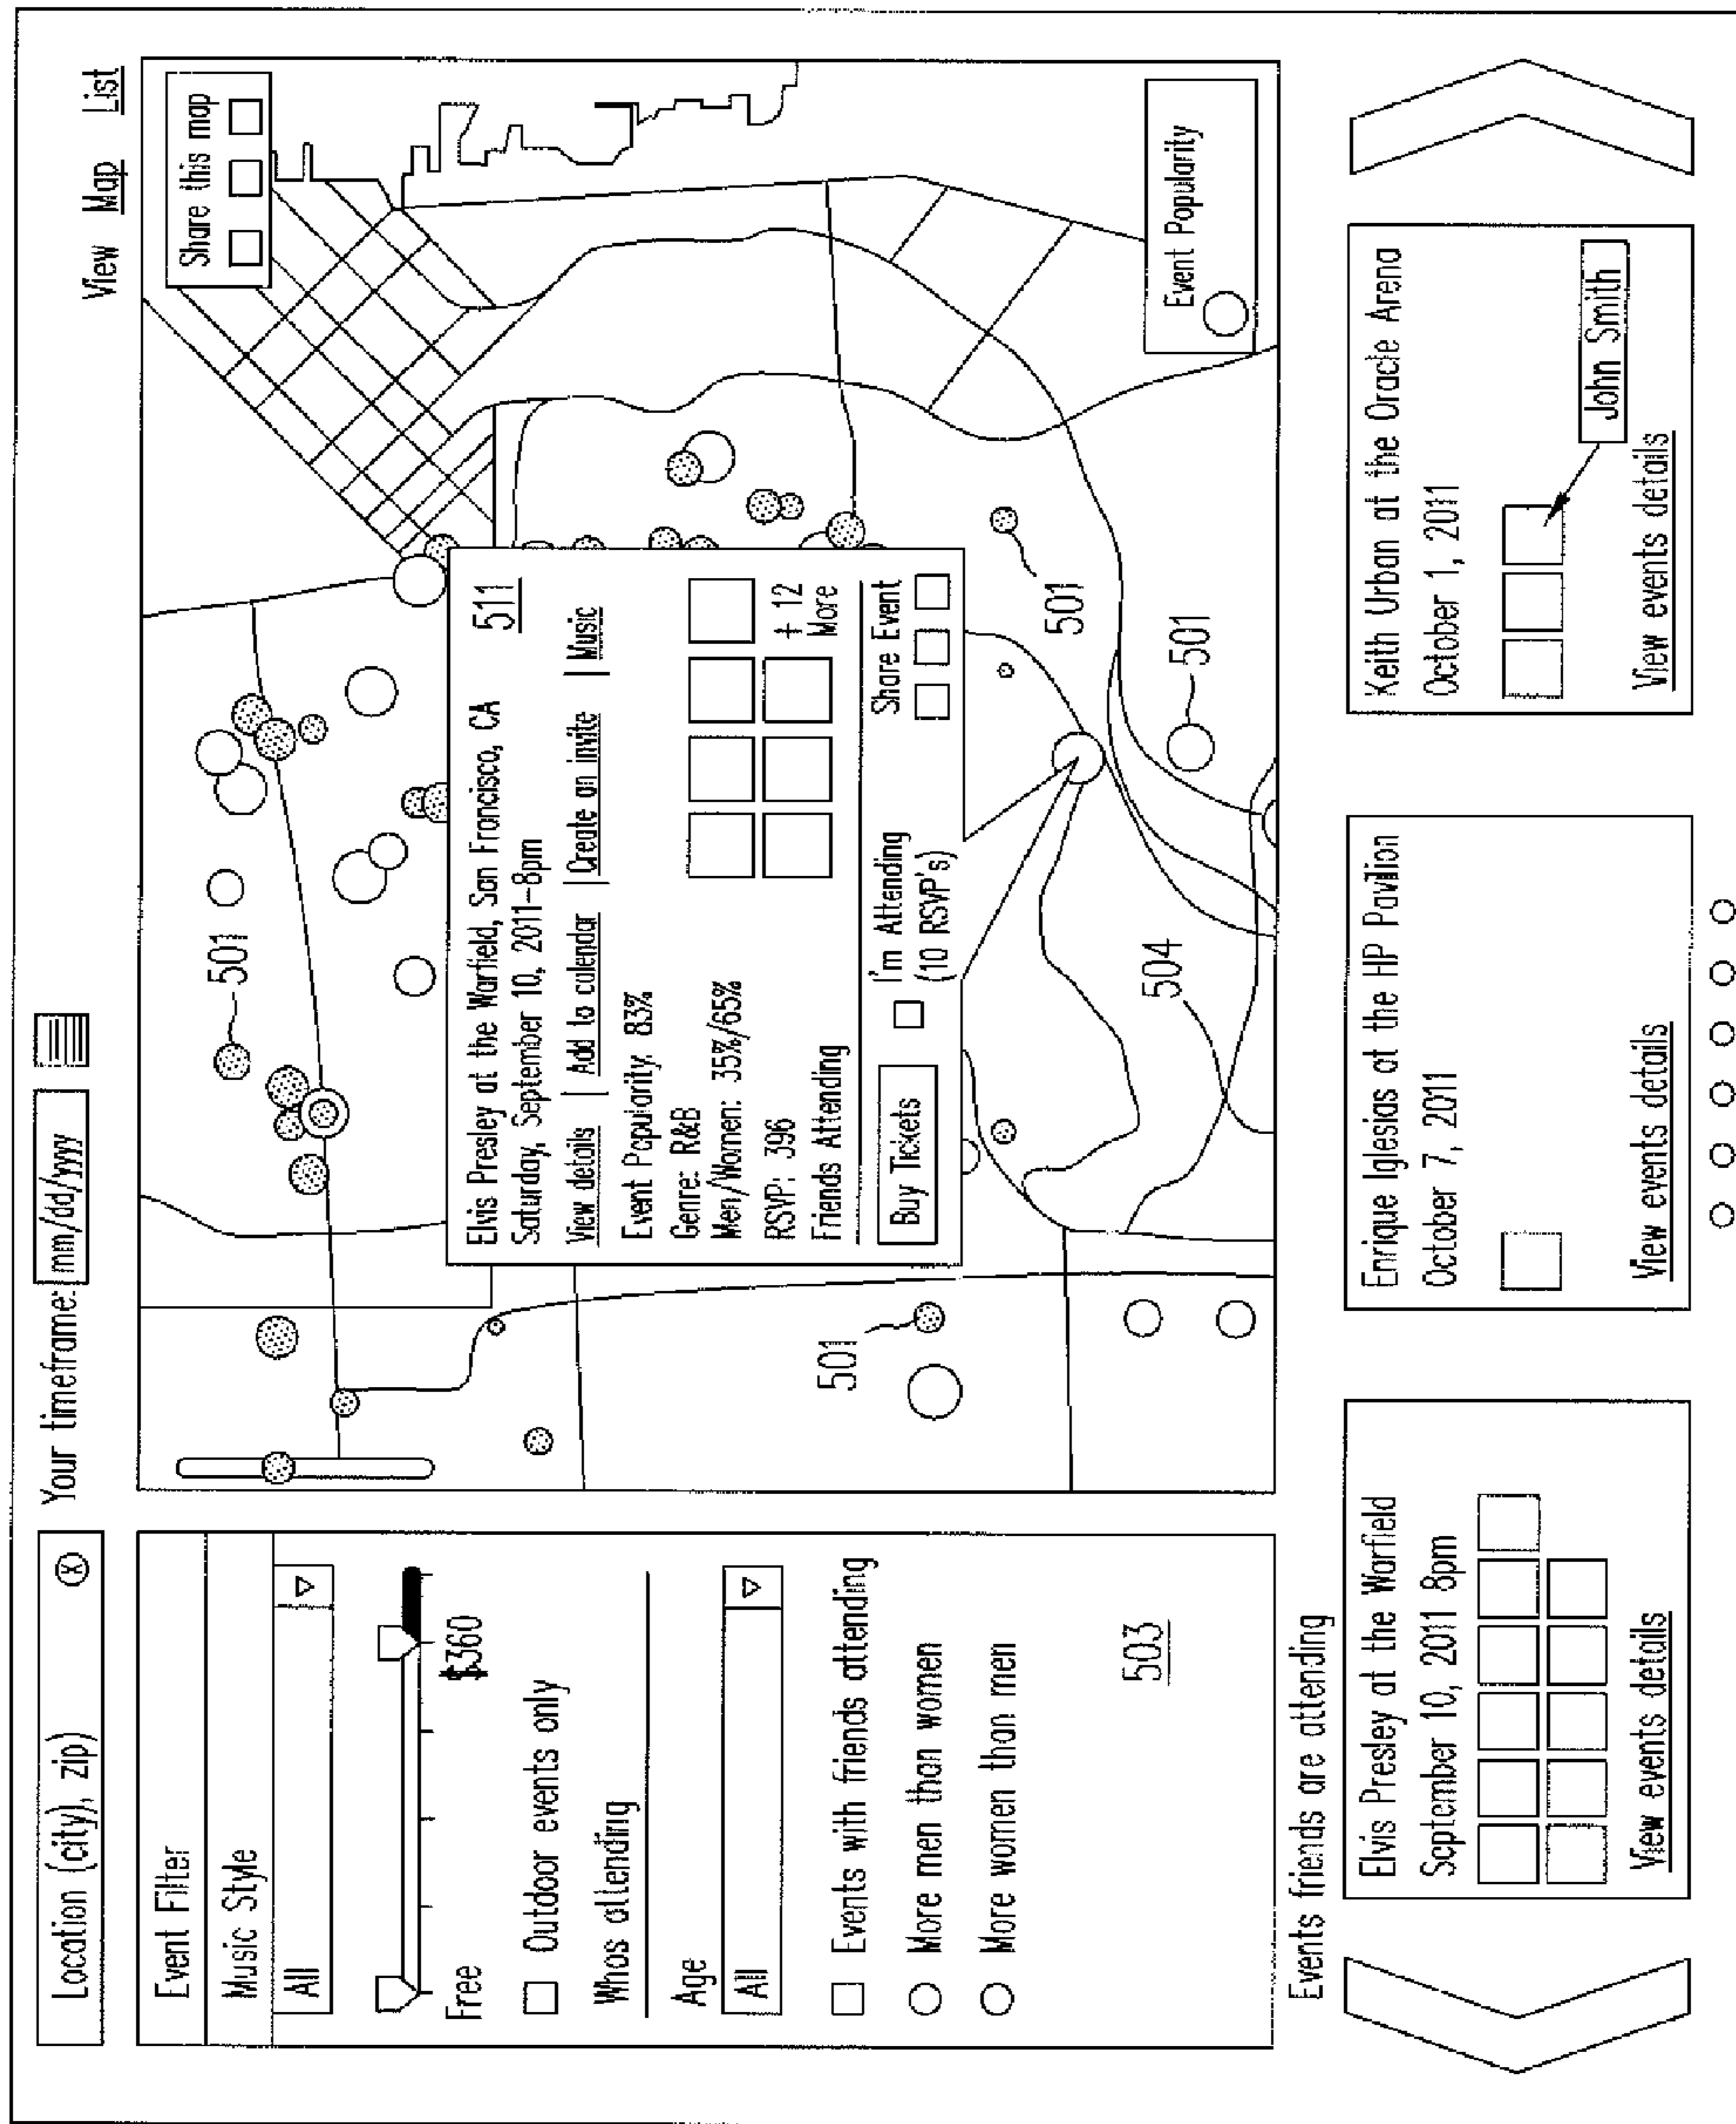 Location (city), zip) ⓧ
Your timeframe: mm/dd/yyyy
View Map List
Event Filter
Music Style
All
Free
$360
Outdoor events only
Whos attending
Age
All
Events with friends attending
More men than women
More women than men
503
Share this map
501
511
Elvis Presley at the Warfield, San Francisco, CA
Saturday, September 10, 2011-8pm
View details | Add to calendar | Create an invite | Music
Event Popularity: 83%
Genre: R&B
Men/Women: 35%/65%
RSVP: 396
Friends Attending
+ 12
More
Buy Tickets
I'm Attending
(10 RSVP's)
Share Event
501
501
501
504
Event Popularity
Events friends are attending
Elvis Presley at the Warfield
September 10, 2011 8pm
View events details
Enrique Iglesias at the HP Pavilion
October 7, 2011
View events details
Keith Urban at the Oracle Arena
October 1, 2011
John Smith
View events details